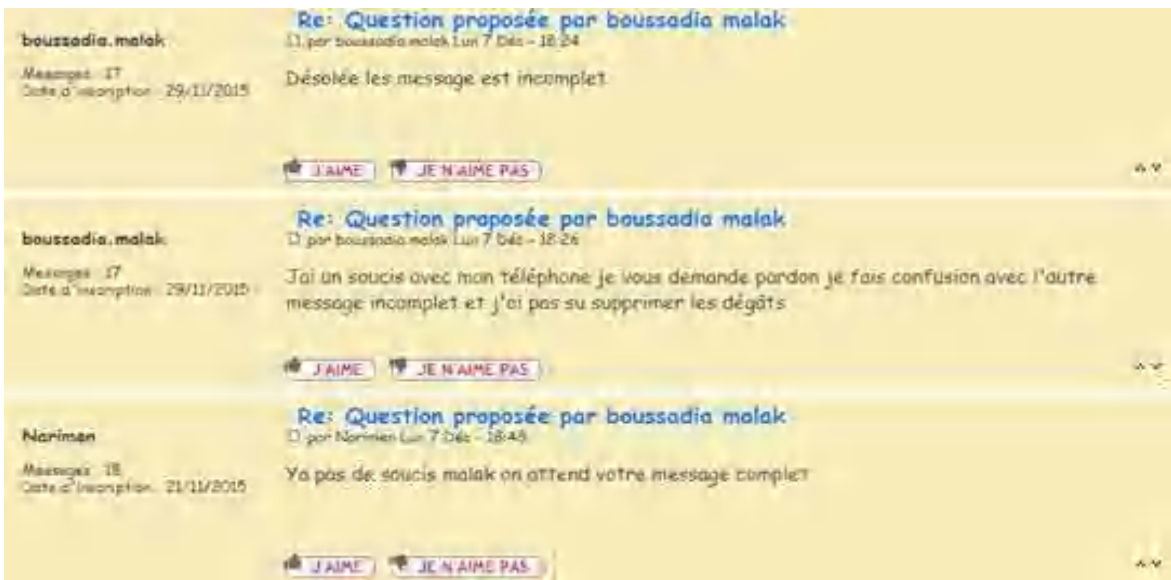 Re: Question proposée par boussadia malak
boussadia.malak
par boussadia.malak Lun 7 Déc - 18:24
Messages : 17
Date d'inscription : 29/11/2015
Désolée les message est incomplet
J'AIME JE N'AIME PAS
Re: Question proposée par boussadia malak
boussadia.malak
par boussadia.malak Lun 7 Déc - 18:26
Messages : 17
Date d'inscription : 29/11/2015
Jai un soucis avec mon téléphone je vous demande pardon je fais confusion avec l'autre
message incomplet et j'ai pas su supprimer les dégâts
J'AIME JE N'AIME PAS
Re: Question proposée par boussadia malak
Narimen
par Narimen Lun 7 Déc -
Messages : 18
Date d'inscription : 21/11/2015
Ya pas de soucis malak on attend votre message complet
J'AIME JE N'AIME PAS